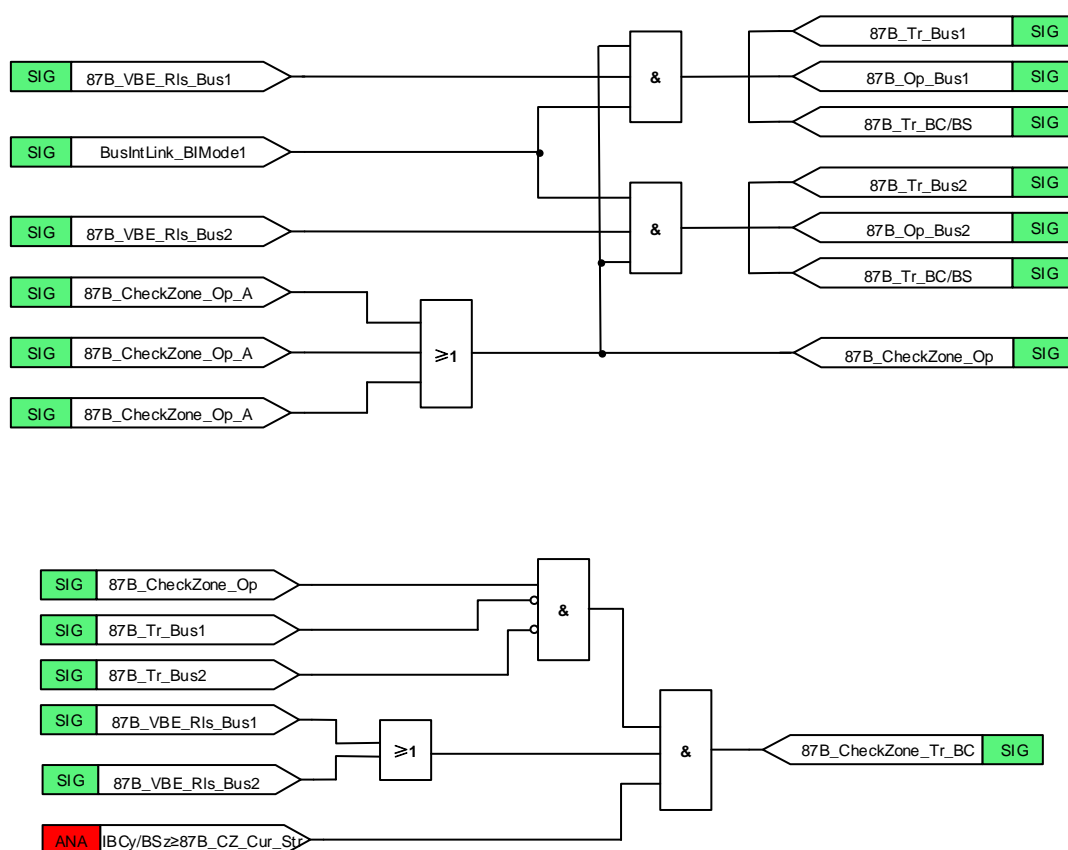 87B_Tr_Bus1 SIG
SIG 87B_VBE_Rls_Bus1
&
87B_Op_Bus1 SIG
87B_Tr_BC/BS SIG
SIG BusIntLink_BIMode1
87B_Tr_Bus2 SIG
SIG 87B_VBE_Rls_Bus2
&
87B_Op_Bus2 SIG
87B_Tr_BC/BS SIG
SIG 87B_CheckZone_Op_A
SIG 87B_CheckZone_Op_A
≥1
87B_CheckZone_Op SIG
SIG 87B_CheckZone_Op_A
SIG 87B_CheckZone_Op
&
SIG 87B_Tr_Bus1
SIG 87B_Tr_Bus2
SIG 87B_VBE_Rls_Bus1
≥1
&
87B_CheckZone_Tr_BC SIG
SIG 87B_VBE_Rls_Bus2
ANA IBCy/BSz≥87B_CZ_Cur_Str